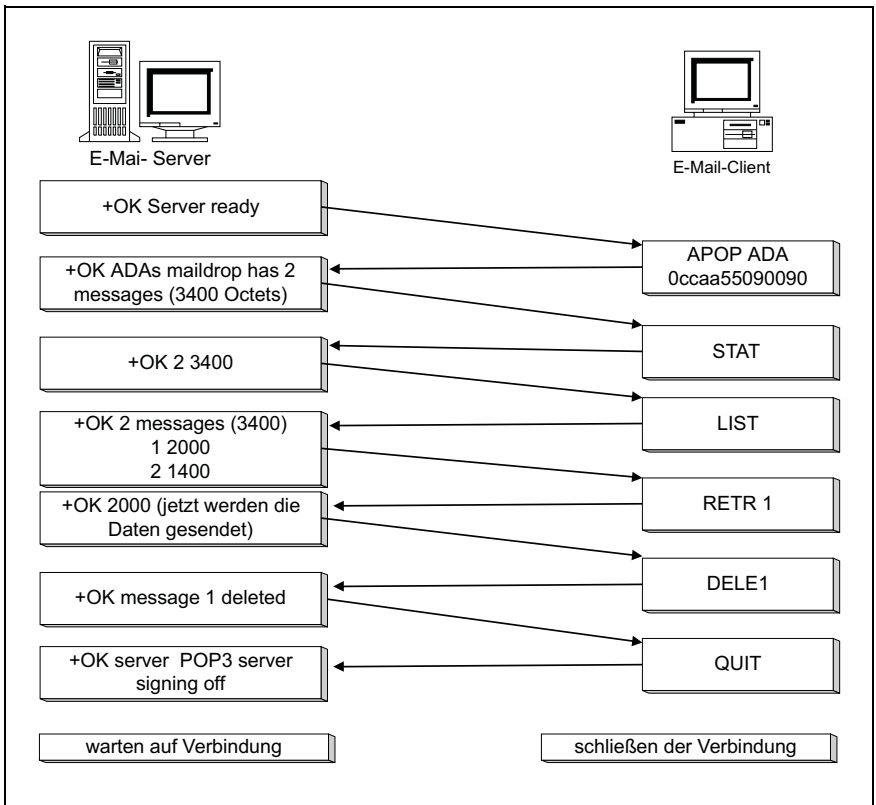 E-Mai- Server
E-Mail-Client
+OK Server ready
APOP ADA
0ccaa55090090
+OK ADAs maildrop has 2
messages (3400 Octets)
STAT
+OK 2 3400
LIST
+OK 2 messages (3400)
1 2000
2 1400
RETR 1
+OK 2000 (jetzt werden die
Daten gesendet)
DELE1
+OK message 1 deleted
QUIT
+OK server POP3 server
signing off
warten auf Verbindung
schließen der Verbindung